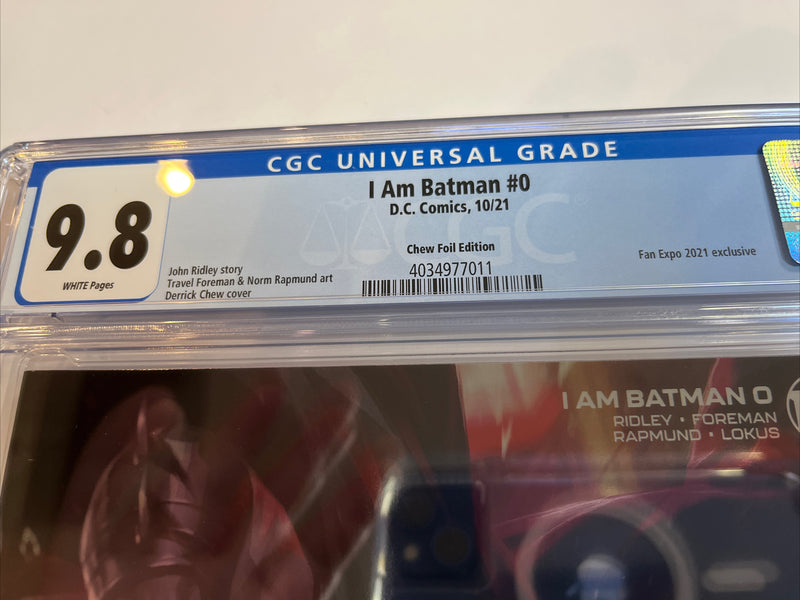 CGC UNIVERSAL GRADE
9.8
WHITE Pages
I Am Batman #0
D.C. Comics, 10/21
Chew Foil Edition
4034977011
John Ridley story
Travel Foreman & Norm Rapmund art
Derrick Chew cover
Fan Expo 2021 exclusive
CGC
I AM BATMAN 0
RIDLEY • FOREMAN
RAPMUND • LOKUS